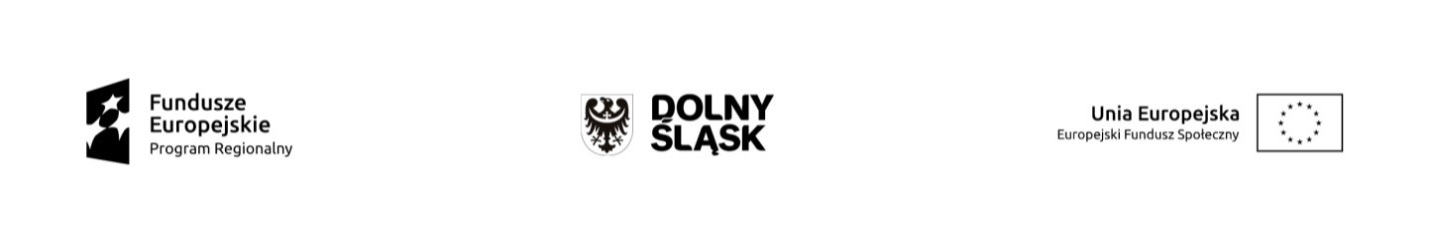 Fundusze
Europejskie
Program Regionalny
DOLNY
ŚLĄSK
Unia Europejska
Europejski Fundusz Społeczny